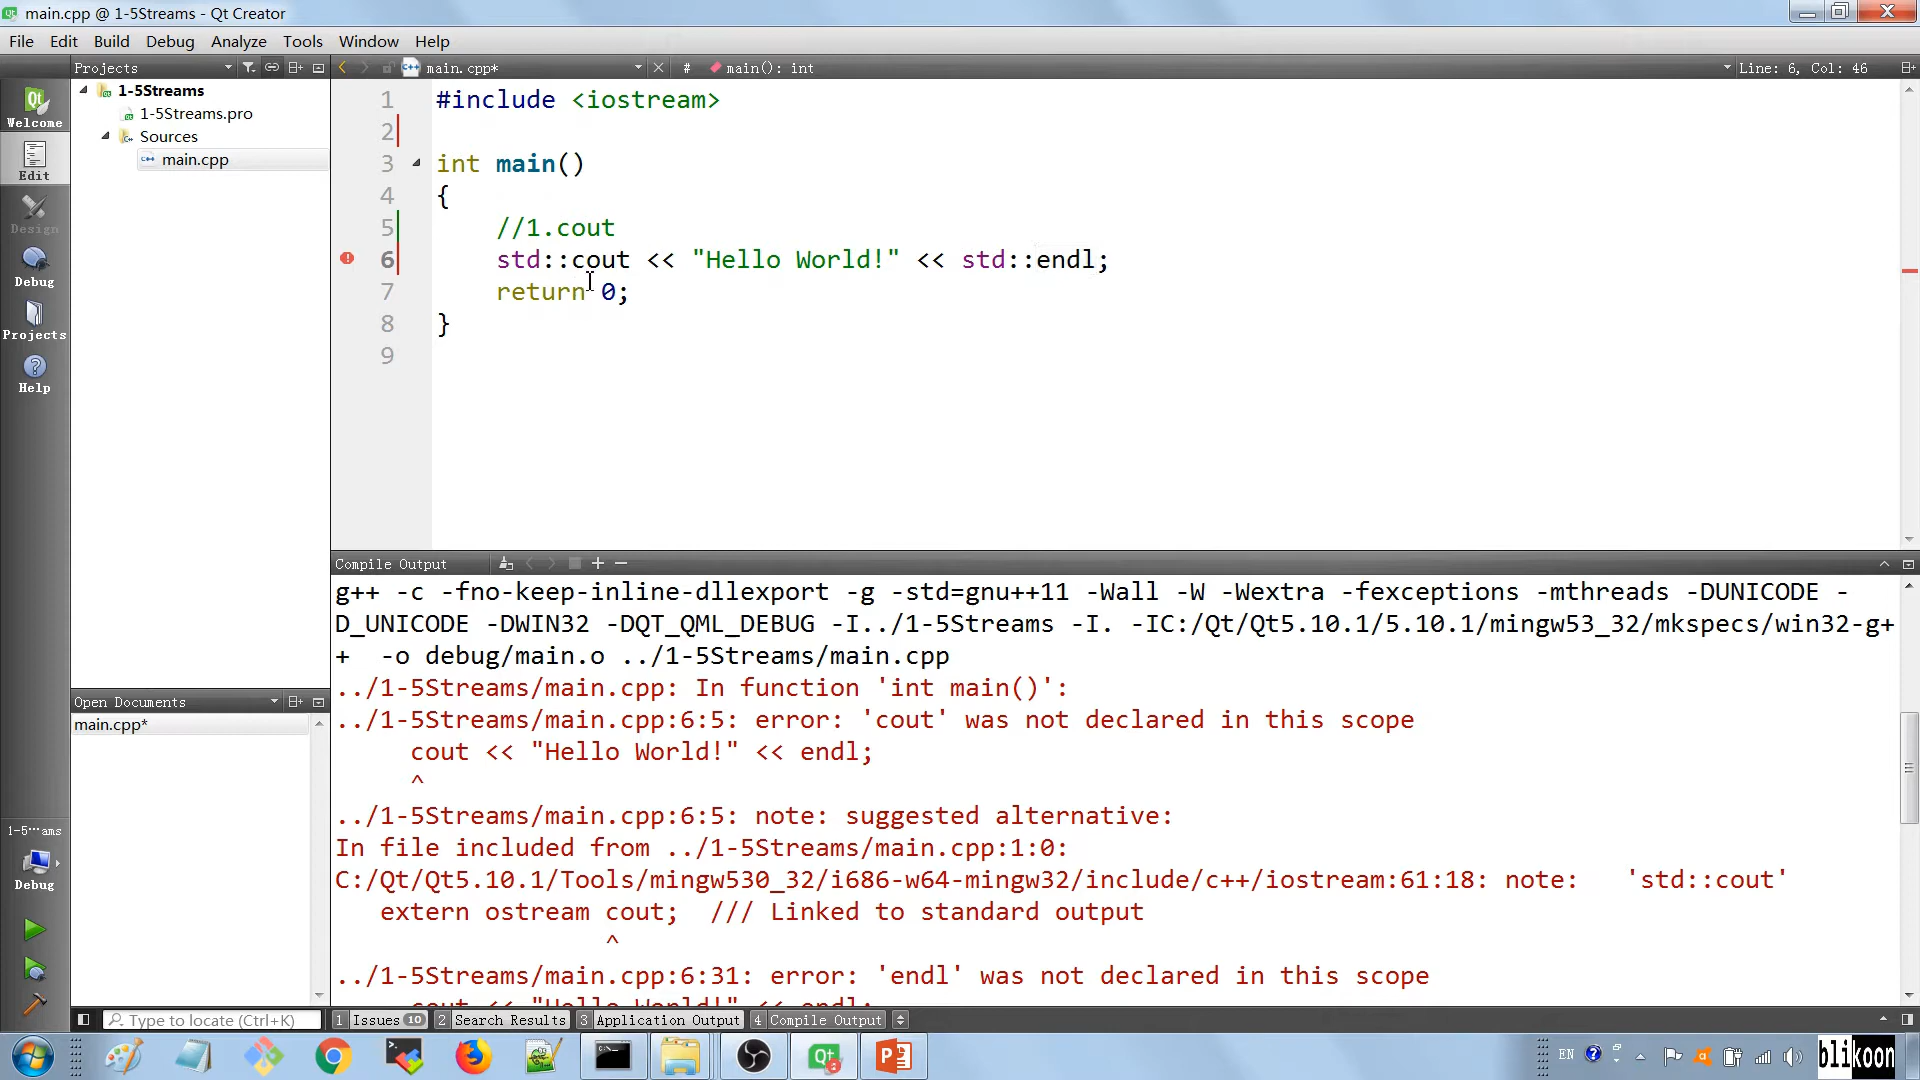 main.cpp @ 1-5Streams - Qt Creator
File Edit Build Debug Analyze Tools Window Help
Projects
main.cpp*
# main(): int
Line: 6, Col: 46
Welcome
Edit
Design
Debug
Projects
Help
1-5Streams
1-5Streams.pro
Sources
main.cpp
1 #include <iostream>
2
3 int main()
4 {
5 //1.cout
6 std::cout << "Hello World!" << std::endl;
7 return 0;
8 }
9
Open Documents
main.cpp*
Compile Output
g++ -c -fno-keep-inline-dllexport -g -std=gnu++11 -Wall -W -Wextra -fexceptions -mthreads -DUNICODE -
D_UNICODE -DWIN32 -DQT_QML_DEBUG -I../1-5Streams -I. -IC:/Qt/Qt5.10.1/5.10.1/mingw53_32/mkspecs/win32-g+
+ -o debug/main.o ../1-5Streams/main.cpp
../1-5Streams/main.cpp: In function 'int main()':
../1-5Streams/main.cpp:6:5: error: 'cout' was not declared in this scope
cout << "Hello World!" << endl;
^
../1-5Streams/main.cpp:6:5: note: suggested alternative:
In file included from ../1-5Streams/main.cpp:1:0:
C:/Qt/Qt5.10.1/Tools/mingw530_32/i686-w64-mingw32/include/c++/iostream:61:18: note: 'std::cout'
extern ostream cout; /// Linked to standard output
^
../1-5Streams/main.cpp:6:31: error: 'endl' was not declared in this scope
cout << "Hello World!" << endl;
1-5···ams
Debug
Type to locate (Ctrl+K)
1 Issues 10 2 Search Results 3 Application Output 4 Compile Output
EN
blikoon